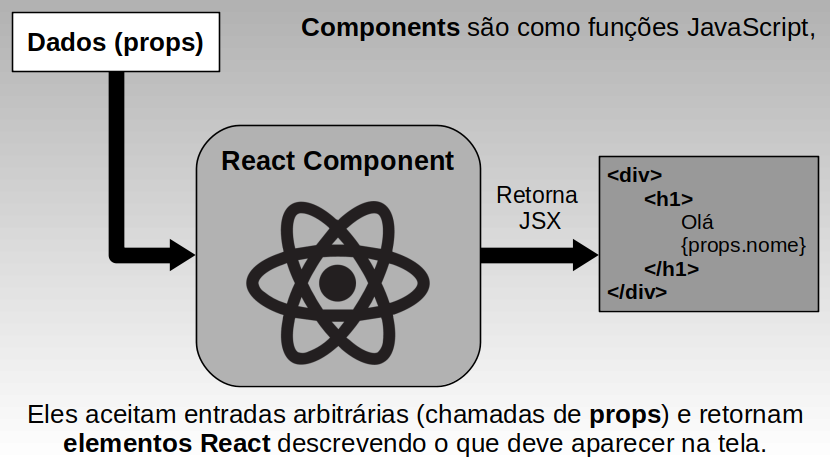 Components são como funções JavaScript,
Dados (props)
React Component
Retorna
JSX
<div>
<h1>
Olá
{props.nome}
</h1>
</div>
Eles aceitam entradas arbitrárias (chamadas de props) e retornam
elementos React descrevendo o que deve aparecer na tela.